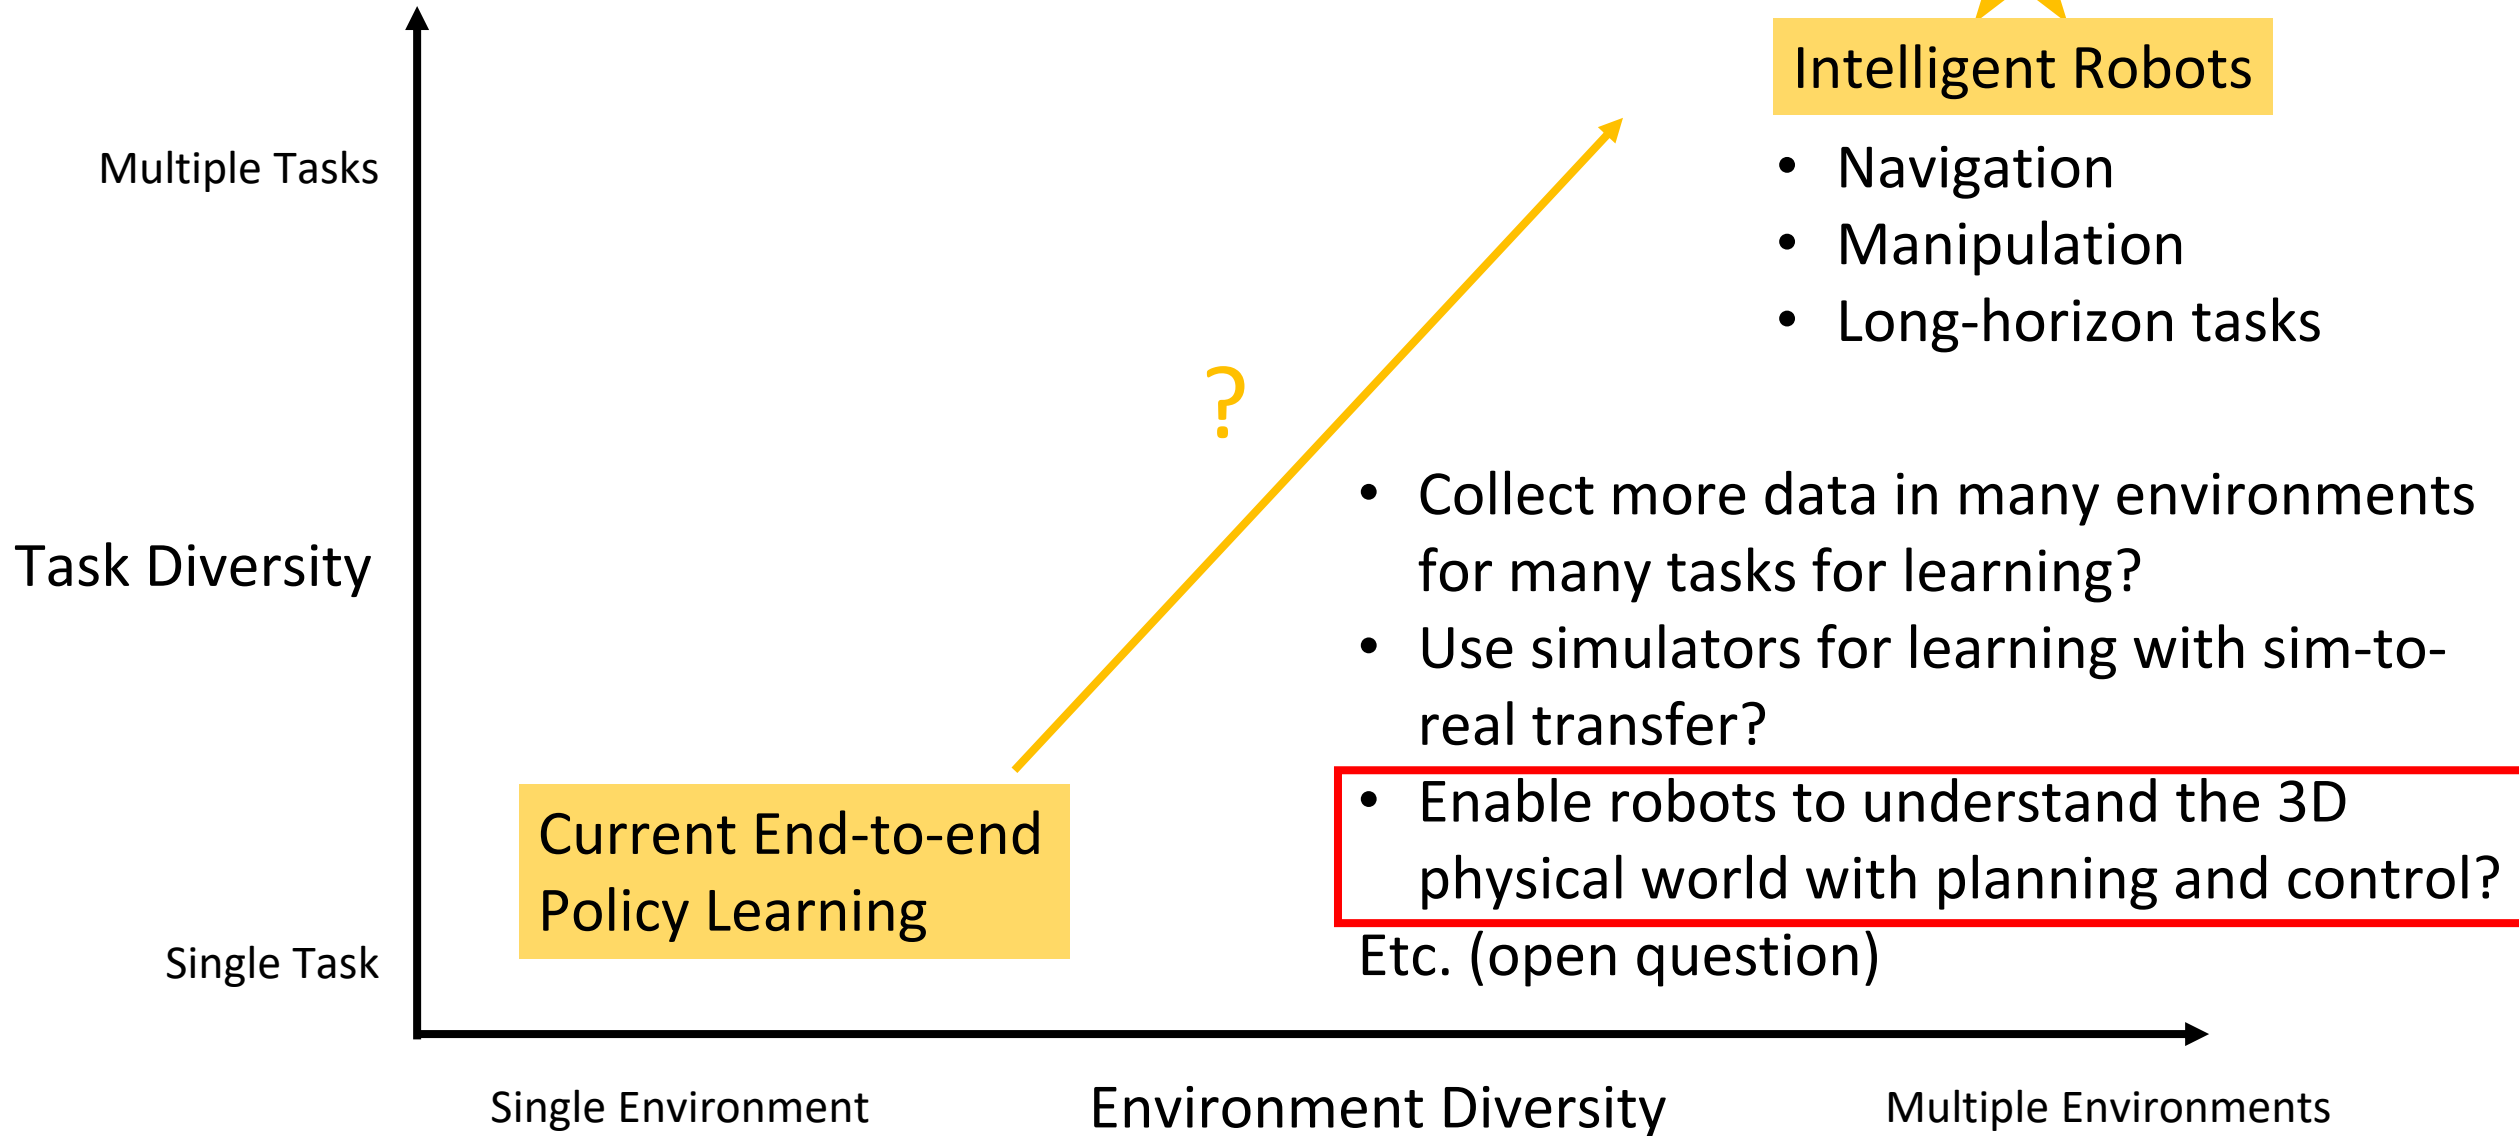 Intelligent Robots
Multiple Tasks
• Navigation
• Manipulation
• Long-horizon tasks
?
• Collect more data in many environments
for many tasks for learning?
Task Diversity
• Use simulators for learning with sim-to-
real transfer?
• Enable robots to understand the 3D
physical world with planning and control?
Etc. (open question)
Current End-to-end
Policy Learning
Single Task
Single Environment
Environment Diversity
Multiple Environments